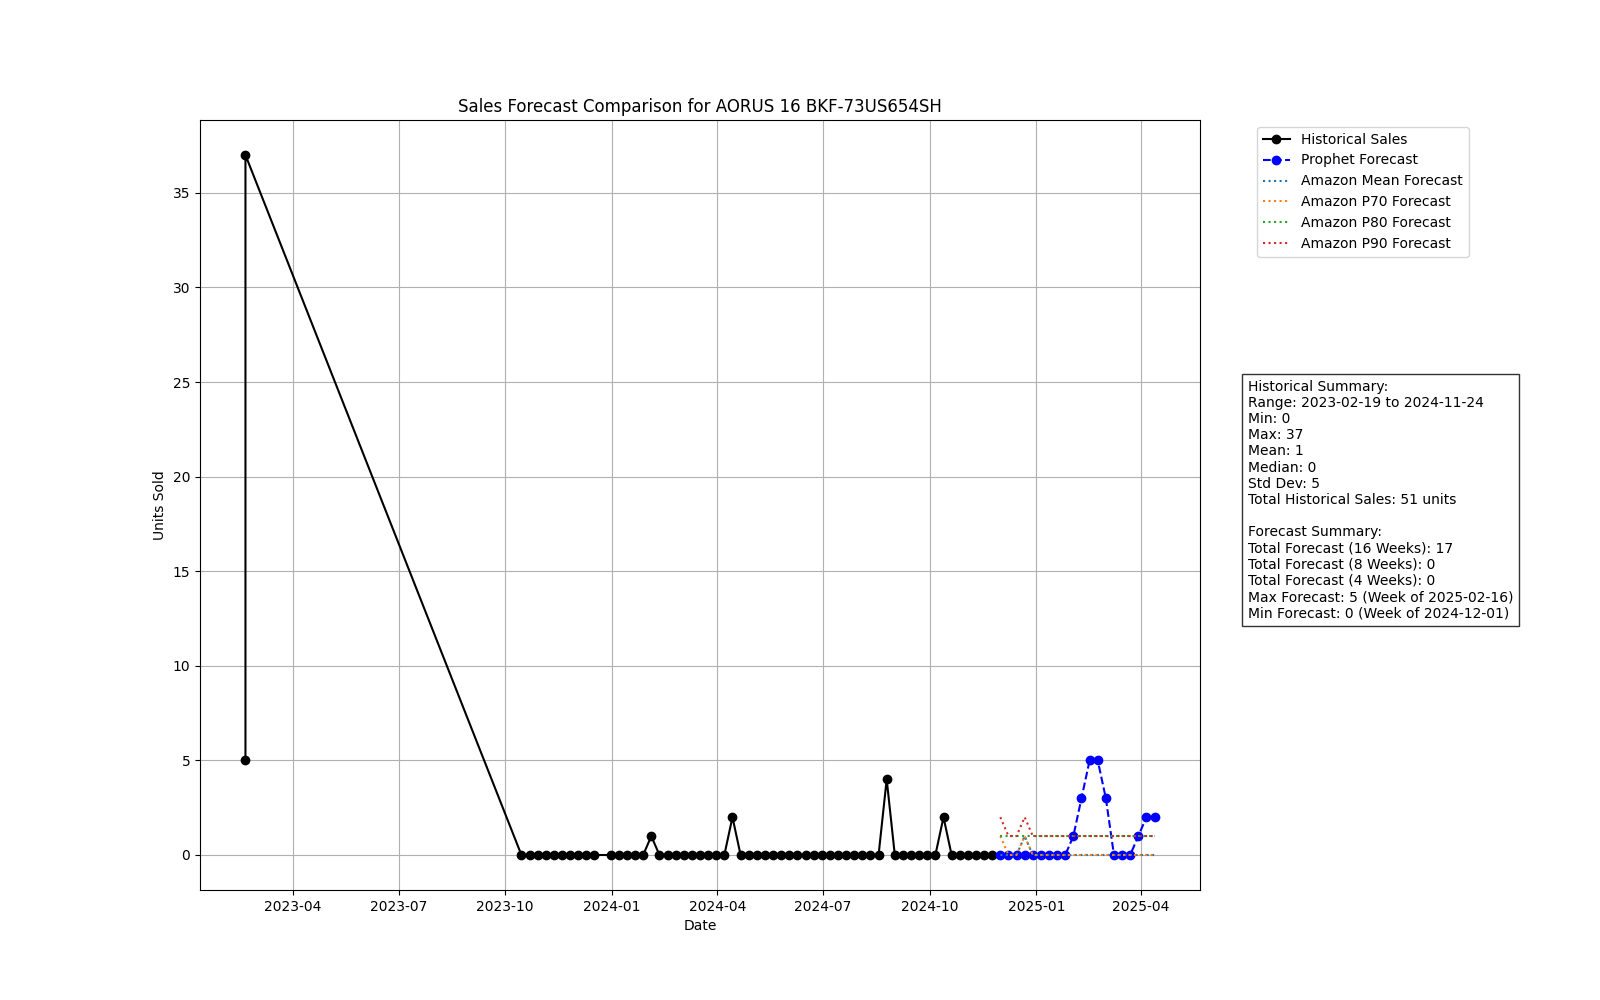 Sales Forecast Comparison for AORUS 16 BKF-73US654SH
Historical Sales
Prophet Forecast
Amazon Mean Forecast
Amazon P70 Forecast
Amazon P80 Forecast
Amazon P90 Forecast
Units Sold
35
30
25
20
15
10
5
0
2023-04
2023-07
2023-10
2024-01
2024-04
2024-07
2024-10
2025-01
2025-04
Date
Historical Summary:
Range: 2023-02-19 to 2024-11-24
Min: 0
Max: 37
Mean: 1
Median: 0
Std Dev: 5
Total Historical Sales: 51 units
Forecast Summary:
Total Forecast (16 Weeks): 17
Total Forecast (8 Weeks): 0
Total Forecast (4 Weeks): 0
Max Forecast: 5 (Week of 2025-02-16)
Min Forecast: 0 (Week of 2024-12-01)